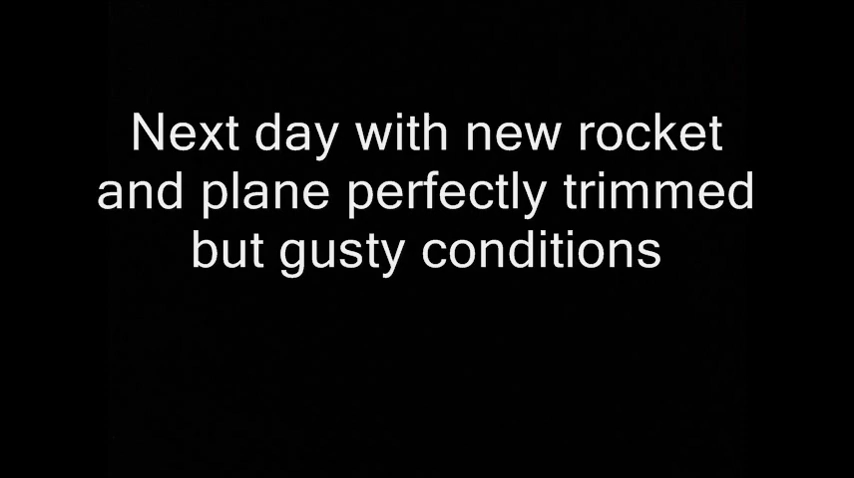 Next day with new rocket
and plane perfectly trimmed
but gusty conditions